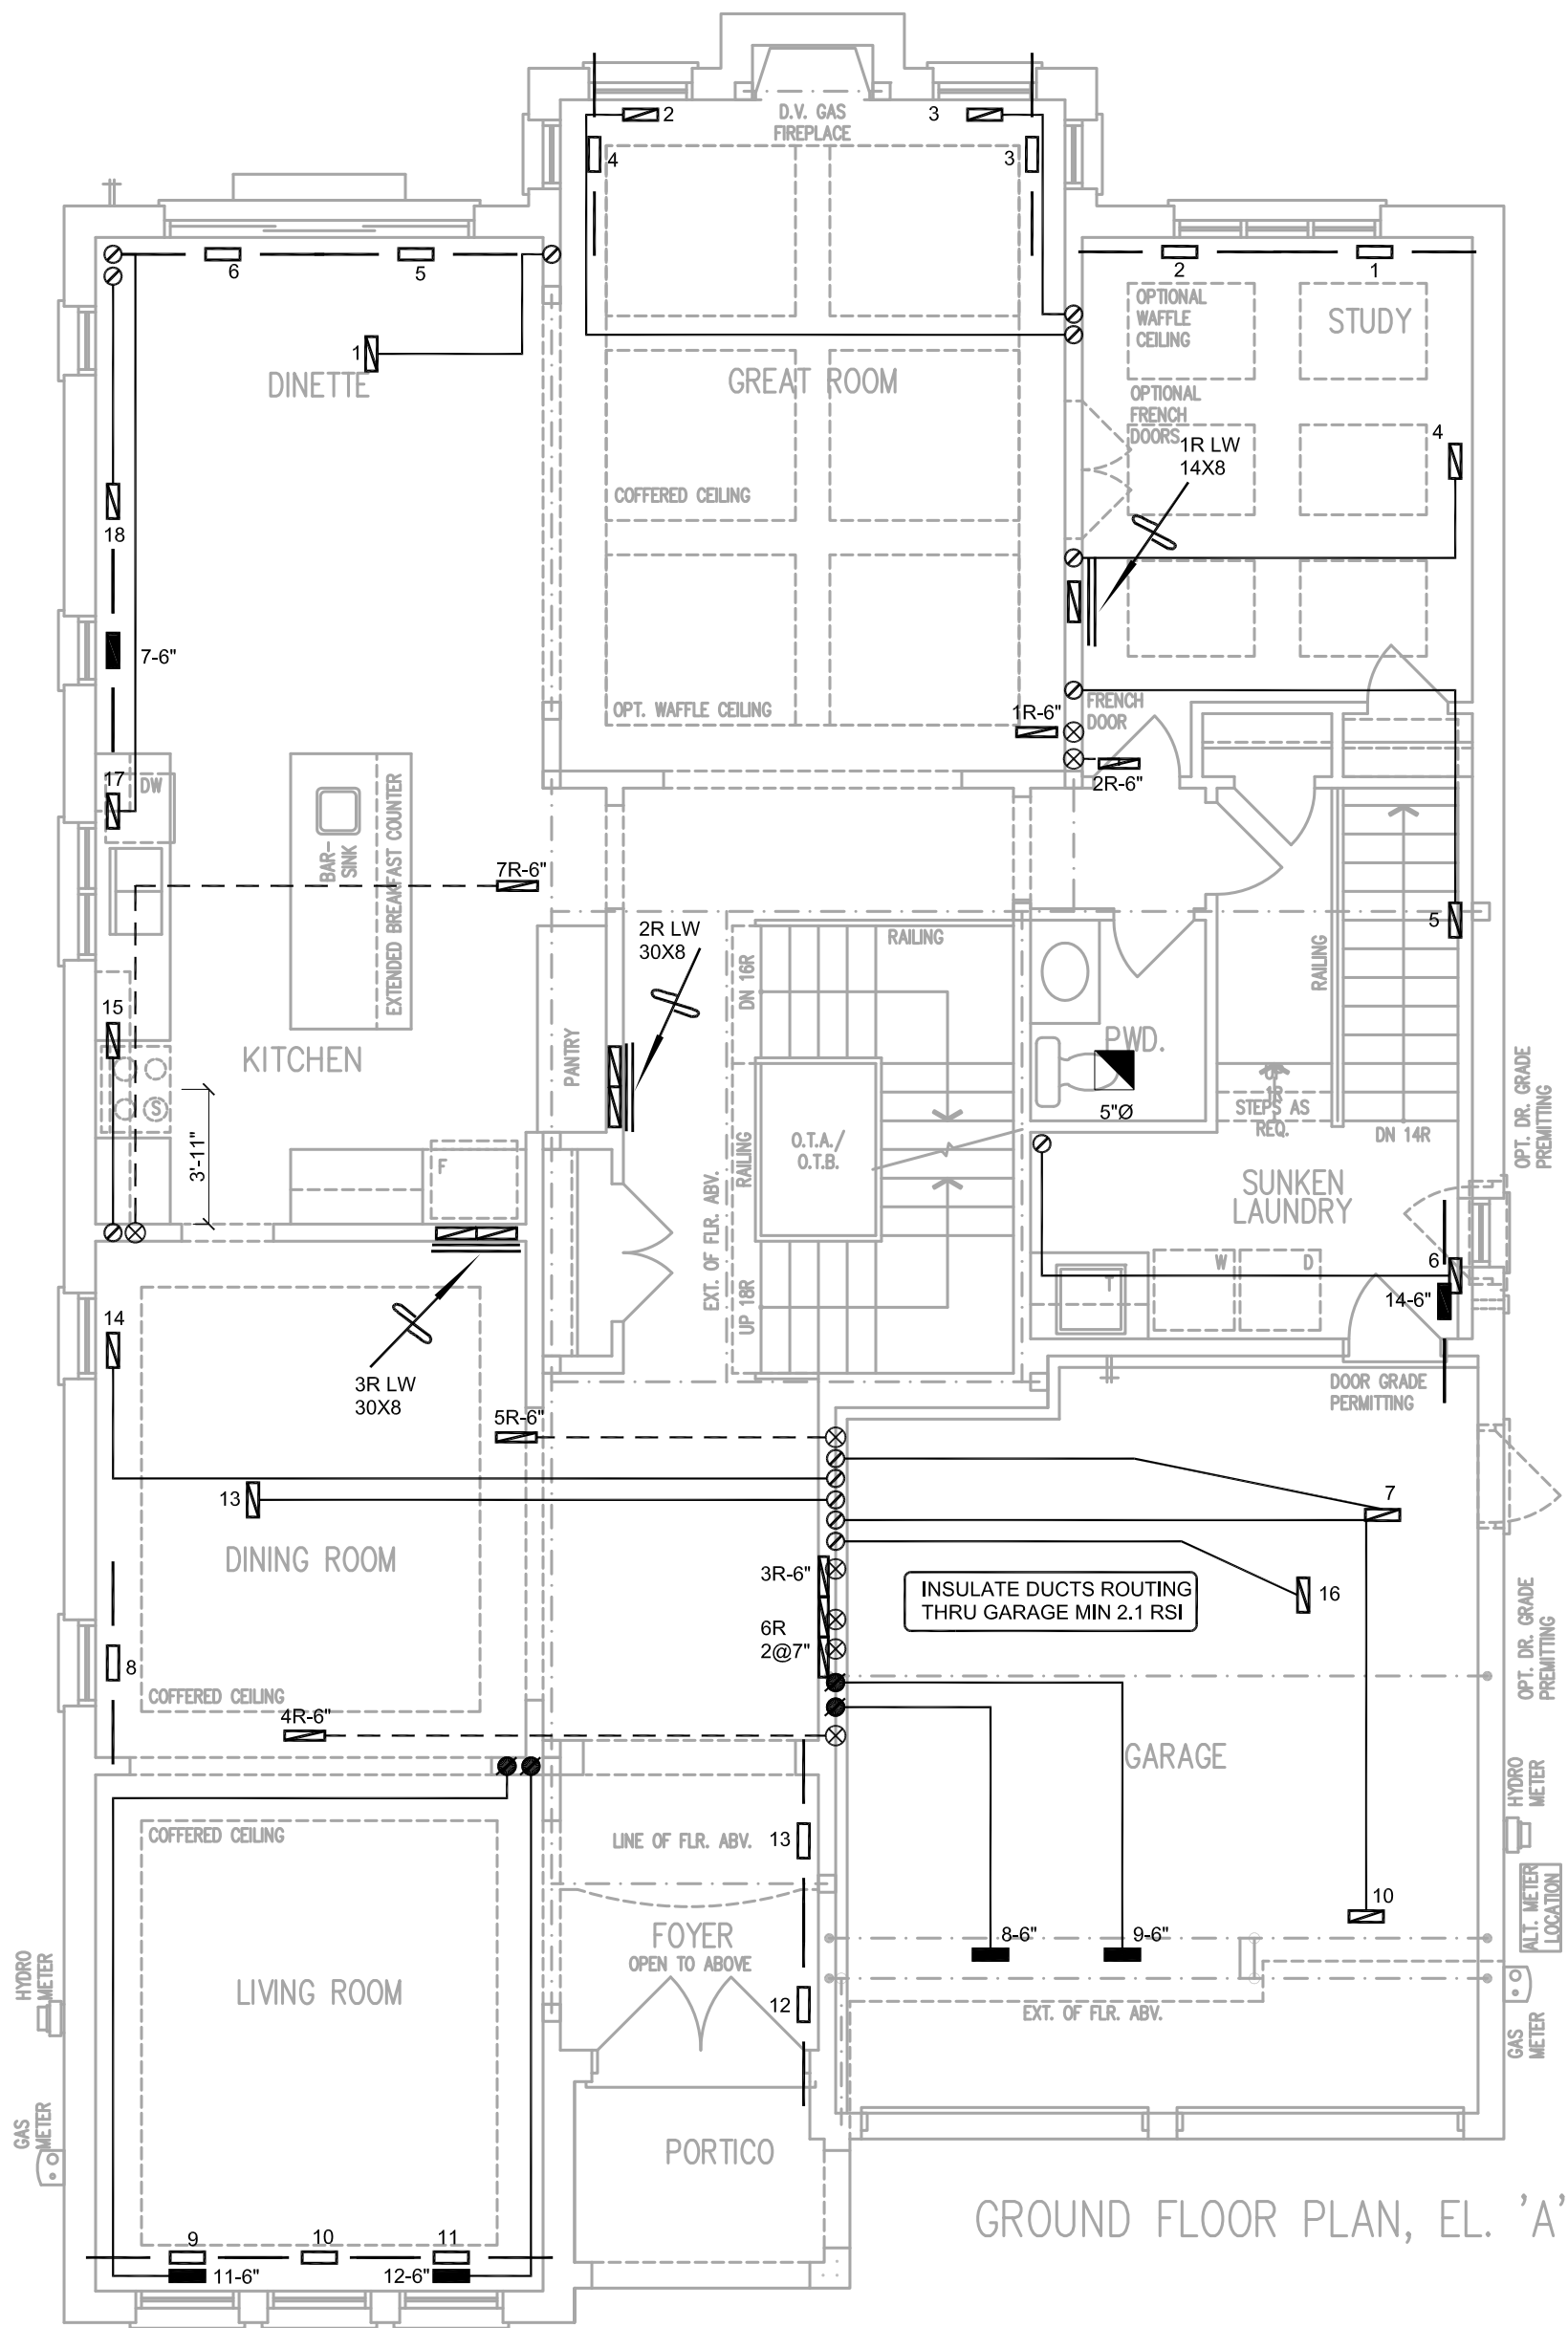 D.V. GAS
FIREPLACE
2
3
4
3
6
5
2
1
OPTIONAL
WAFFLE
CEILING
STUDY
1
DINETTE
GREAT ROOM
OPTIONAL
FRENCH
DOORS
1R LW
14X8
4
COFFERED CEILING
18
7-6"
OPT. WAFFLE CEILING
1R-6"
FRENCH
DOOR
2R-6"
17
DW
BAR-
SINK
EXTENDED BREAKFAST COUNTER
7R-6"
2R LW
30X8
RAILING
DN 16R
5
RAILING
15
KITCHEN
PANTRY
PWD.
S
3'-11"
5"Ø
STEPS AS
REQ.
DN 14R
OPT. DR. GRADE
PREMITTING
O.T.A./
O.T.B.
RAILING
F
EXT. OF FLR. ABV.
UP 18R
SUNKEN
LAUNDRY
W
D
T
6
14-6"
14
3R LW
30X8
DOOR GRADE
PERMITTING
5R-6"
13
7
DINING ROOM
3R-6"
6R
2@7"
INSULATE DUCTS ROUTING
THRU GARAGE MIN 2.1 RSI
16
OPT. DR. GRADE
PREMITTING
8
COFFERED CEILING
4R-6"
GARAGE
HYDRO
METER
COFFERED CEILING
LINE OF FLR. ABV.
13
10
ALT. METER
LOCATION
FOYER
OPEN TO ABOVE
8-6"
9-6"
HYDRO
METER
LIVING ROOM
12
EXT. OF FLR. ABV.
GAS
METER
GAS
METER
PORTICO
GROUND FLOOR PLAN, EL. 'A'
9
10
11
11-6"
12-6"